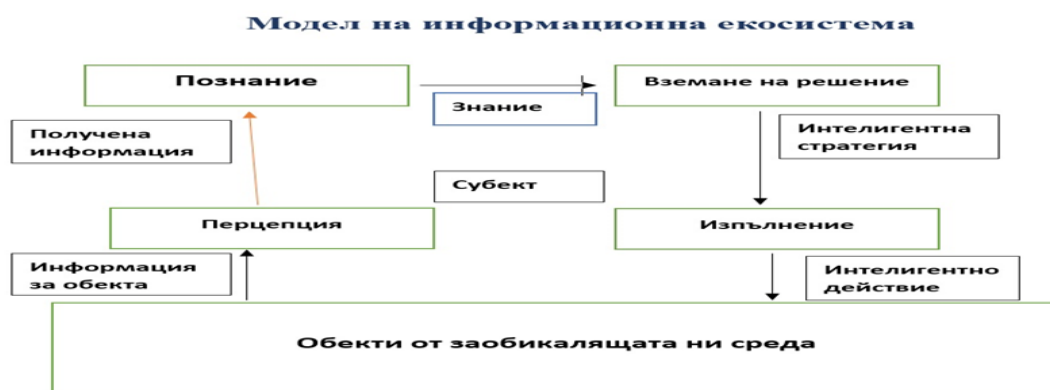 Модел на информационна екосистема
Познание
Вземане на решение
Знание
Получена
информация
Интелигентна
стратегия
Субект
Перцепция
Изпълнение
Информация
за обекта
Интелигентно
действие
Обекти от заобикалящата ни среда